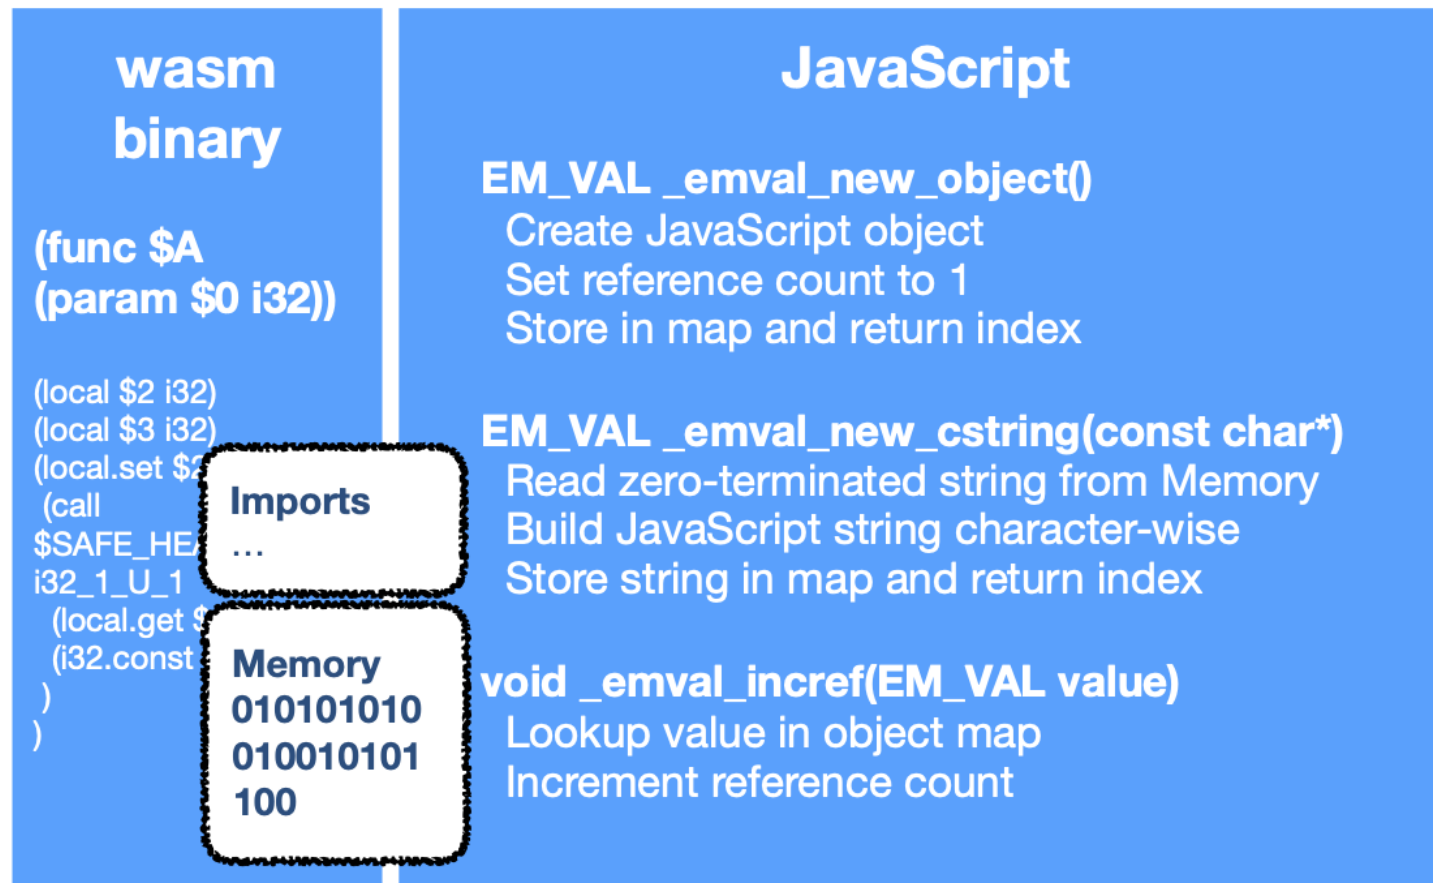 wasm
binary
(func $A
(param $0 i32))
(local $2 i32)
(local $3 i32)
(local.set $2
(call
$SAFE_HEA
i32_1_U_1
(local.get $
(i32.const
)
)
Imports
...
Memory
010101010
010010101
100
JavaScript
EM_VAL _emval_new_object()
Create JavaScript object
Set reference count to 1
Store in map and return index
EM_VAL _emval_new_cstring(const char*)
Read zero-terminated string from Memory
Build JavaScript string character-wise
Store string in map and return index
void _emval_incref(EM_VAL value)
Lookup value in object map
Increment reference count